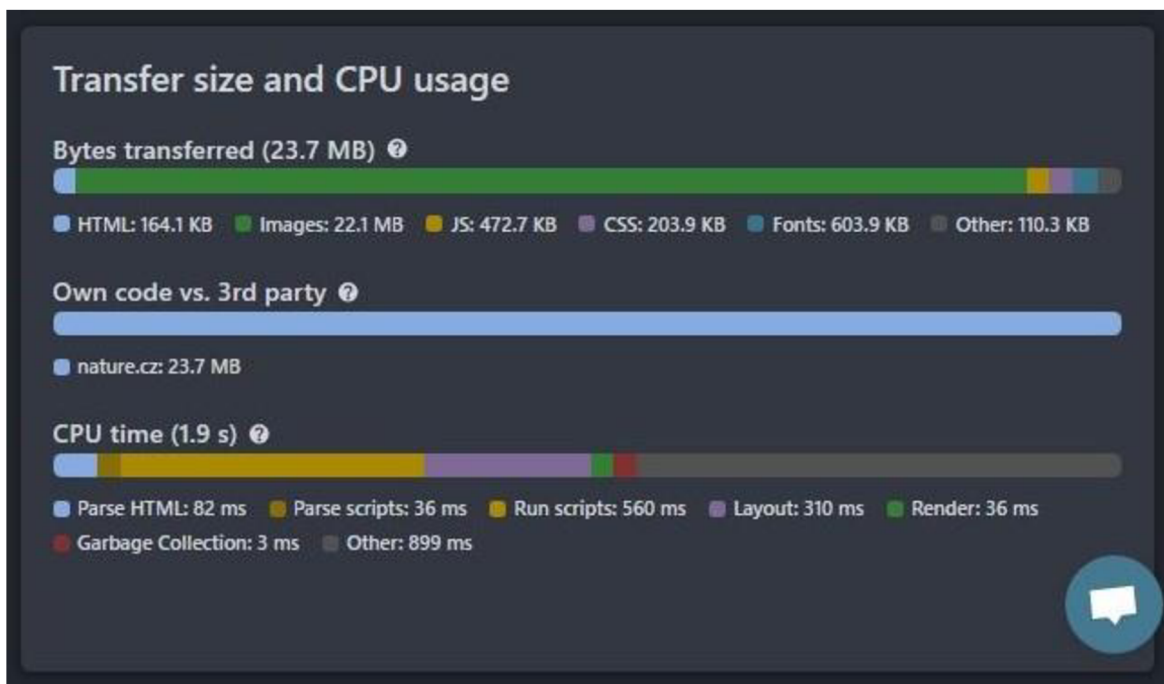 Transfer size and CPU usage
Bytes transferred (23.7 MB) ?
HTML: 164.1 KB Images: 22.1 MB JS: 472.7 KB CSS: 203.9 KB Fonts: 603.9 KB Other: 110.3 KB
Own code vs. 3rd party ?
nature.cz: 23.7 MB
CPU time (1.9 s) ?
Parse HTML: 82 ms Parse scripts: 36 ms Run scripts: 560 ms Layout: 310 ms Render: 36 ms
Garbage Collection: 3 ms Other: 899 ms